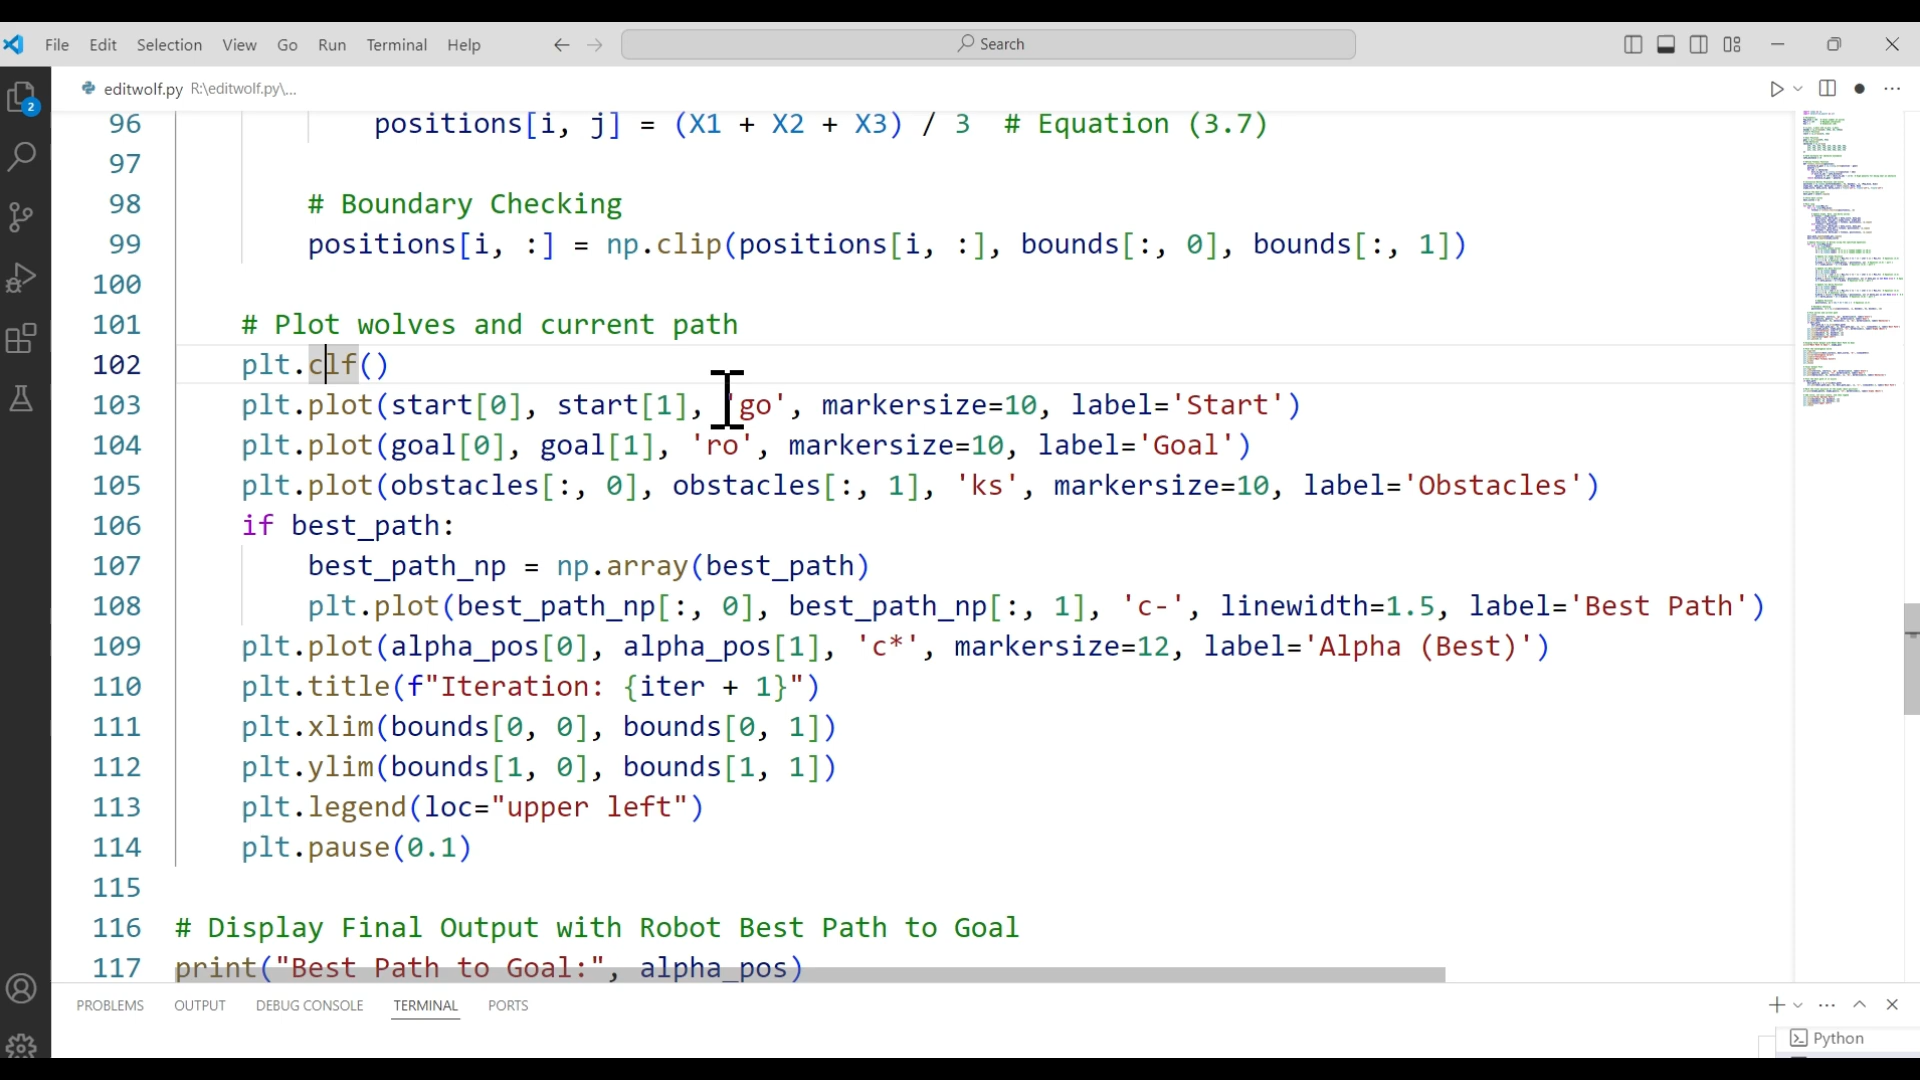 File Edit Selection View Go Run Terminal Help Search
2
editwolf.py R:\editwolf.py\...
96 positions[i, j] = (X1 + X2 + X3) / 3 # Equation (3.7)
97
98 # Boundary Checking
99 positions[i, :] = np.clip(positions[i, :], bounds[:, 0], bounds[:, 1])
100
101 # Plot wolves and current path
102 plt.clf()
103 plt.plot(start[0], start[1], 'go', markersize=10, label='Start')
104 plt.plot(goal[0], goal[1], 'ro', markersize=10, label='Goal')
105 plt.plot(obstacles[:, 0], obstacles[:, 1], 'ks', markersize=10, label='Obstacles')
106 if best_path:
107 best_path_np = np.array(best_path)
108 plt.plot(best_path_np[:, 0], best_path_np[:, 1], 'c-', linewidth=1.5, label='Best Path')
109 plt.plot(alpha_pos[0], alpha_pos[1], 'c*', markersize=12, label='Alpha (Best)')
110 plt.title(f"Iteration: {iter + 1}")
111 plt.xlim(bounds[0, 0], bounds[0, 1])
112 plt.ylim(bounds[1, 0], bounds[1, 1])
113 plt.legend(loc="upper left")
114 plt.pause(0.1)
115
116 # Display Final Output with Robot Best Path to Goal
117 print("Best Path to Goal:", alpha_pos)
PROBLEMS OUTPUT DEBUG CONSOLE TERMINAL PORTS
Python